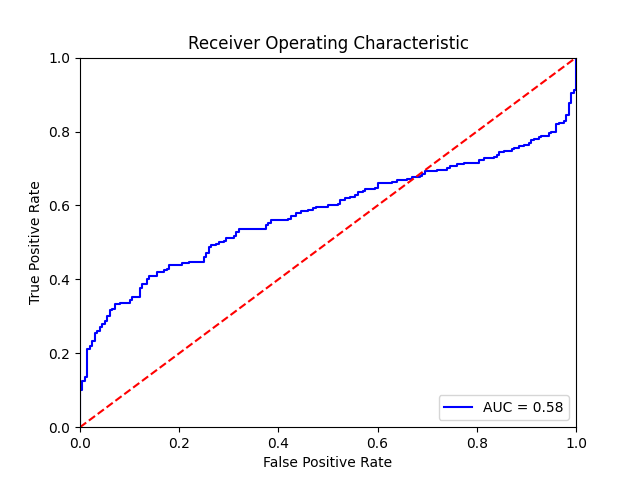 Receiver Operating Characteristic
True Positive Rate
1.0
0.8
0.6
0.4
0.2
0.0
AUC = 0.58
0.0 0.2 0.4 0.6 0.8 1.0
False Positive Rate